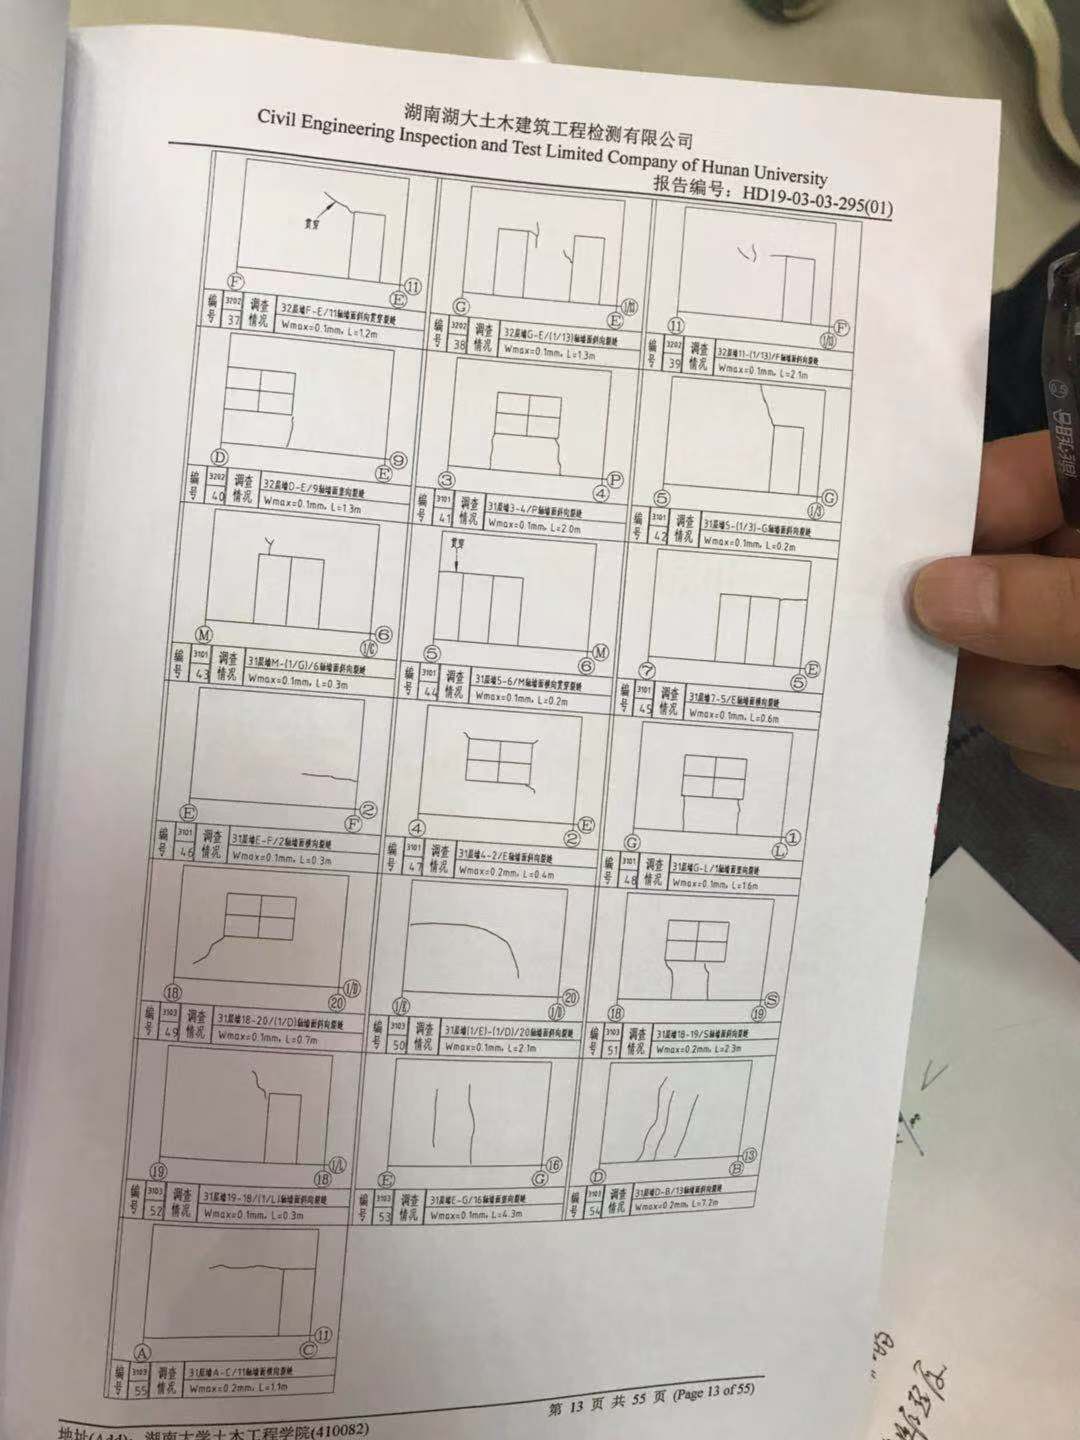 湖南湖大土木建筑工程检测有限公司
Civil Engineering Inspection and Test Limited Company of Hunan University
报告编号：HD19-03-03-295(01)
贯穿
F E 11
编号 3202 37 调查情况 32层墙F-E/11轴墙面斜向贯穿裂缝
Wmax=0.1mm, L=1.2m
G E 1/13
编号 3202 38 调查情况 32层墙G-E/(1/13)轴墙面斜向裂缝
Wmax=0.1mm, L=1.3m
11 1/13 F
编号 3202 39 调查情况 32层墙11-(1/13)/F轴墙面斜向裂缝
Wmax=0.1mm, L=2.1m
D E 9
编号 3202 40 调查情况 32层墙D-E/9轴墙面竖向裂缝
Wmax=0.1mm, L=1.3m
3 4 P
编号 3101 41 调查情况 31层墙3-4/P轴墙面斜向裂缝
Wmax=0.1mm, L=2.0m
5 1/3 G
编号 3101 42 调查情况 31层墙5-(1/3)-G轴墙面斜向裂缝
Wmax=0.1mm, L=0.2m
M 1/G 6
编号 3101 43 调查情况 31层墙M-(1/G)/6轴墙面斜向裂缝
Wmax=0.1mm, L=0.3m
贯穿
5 6 M
编号 3101 44 调查情况 31层墙5-6/M轴墙面横向贯穿裂缝
Wmax=0.1mm, L=0.2m
7 5 E
编号 3101 45 调查情况 31层墙7-5/E轴墙面横向裂缝
Wmax=0.1mm, L=0.6m
E F 2
编号 3101 46 调查情况 31层墙E-F/2轴墙面横向裂缝
Wmax=0.1mm, L=0.3m
4 2 E
编号 3101 47 调查情况 31层墙4-2/E轴墙面斜向裂缝
Wmax=0.2mm, L=0.4m
G L 1
编号 3101 48 调查情况 31层墙G-L/1轴墙面竖向裂缝
Wmax=0.1mm, L=1.6m
18 20 1/D
编号 3103 49 调查情况 31层墙18-20/(1/D)轴墙面斜向裂缝
Wmax=0.1mm, L=0.7m
1/E 1/D 20
编号 3103 50 调查情况 31层墙(1/E)-(1/D)/20轴墙面斜向裂缝
Wmax=0.1mm, L=2.1m
18 19 S
编号 3103 51 调查情况 31层墙18-19/S轴墙面斜向裂缝
Wmax=0.2mm, L=2.3m
19 18 1/L
编号 3103 52 调查情况 31层墙19-18/(1/L)轴墙面斜向裂缝
Wmax=0.1mm, L=0.3m
E G 16
编号 3103 53 调查情况 31层墙E-G/16轴墙面竖向裂缝
Wmax=0.1mm, L=4.3m
D B 13
编号 3103 54 调查情况 31层墙D-B/13轴墙面斜向裂缝
Wmax=0.2mm, L=7.2m
A C 11
编号 3103 55 调查情况 31层墙A-C/11轴墙面横向裂缝
Wmax=0.2mm, L=1.1m
第 13 页 共 55 页 (Page 13 of 55)
地址(Add)：湖南大学土木工程学院(410082)
0.5